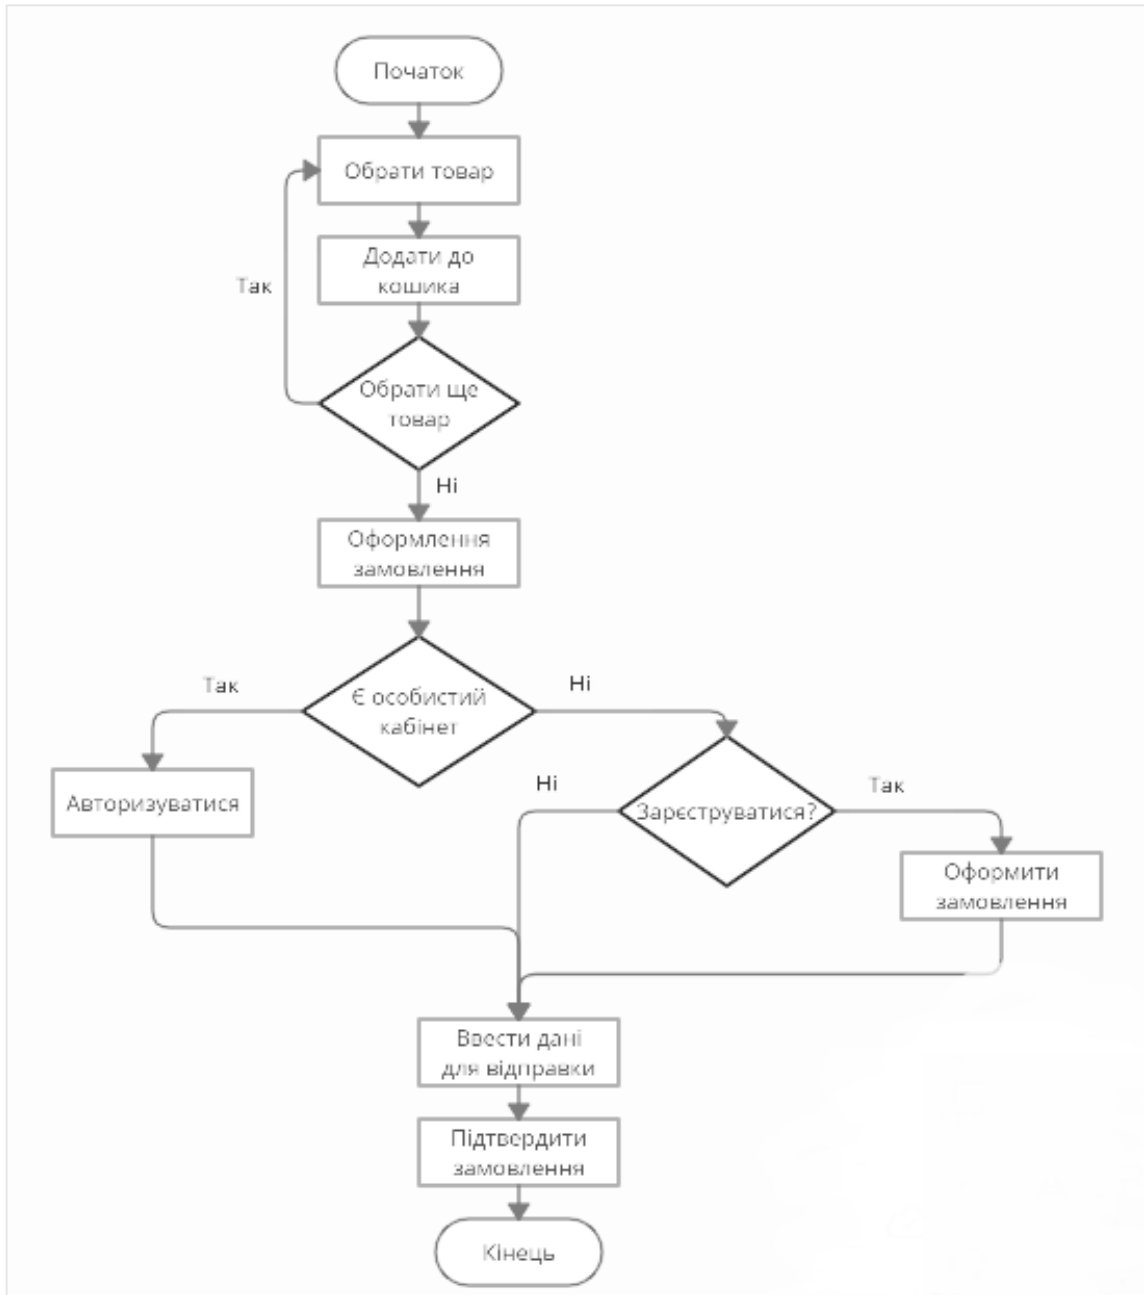 Початок
Обрати товар
Додати до
кошика
Так
Обрати ще
товар
Ні
Оформлення
замовлення
Так
Є особистий
кабінет
Ні
Авторизуватися
Ні
Зарєструватися?
Так
Оформити
замовлення
Ввести дані
для відправки
Підтвердити
замовлення
Кінець